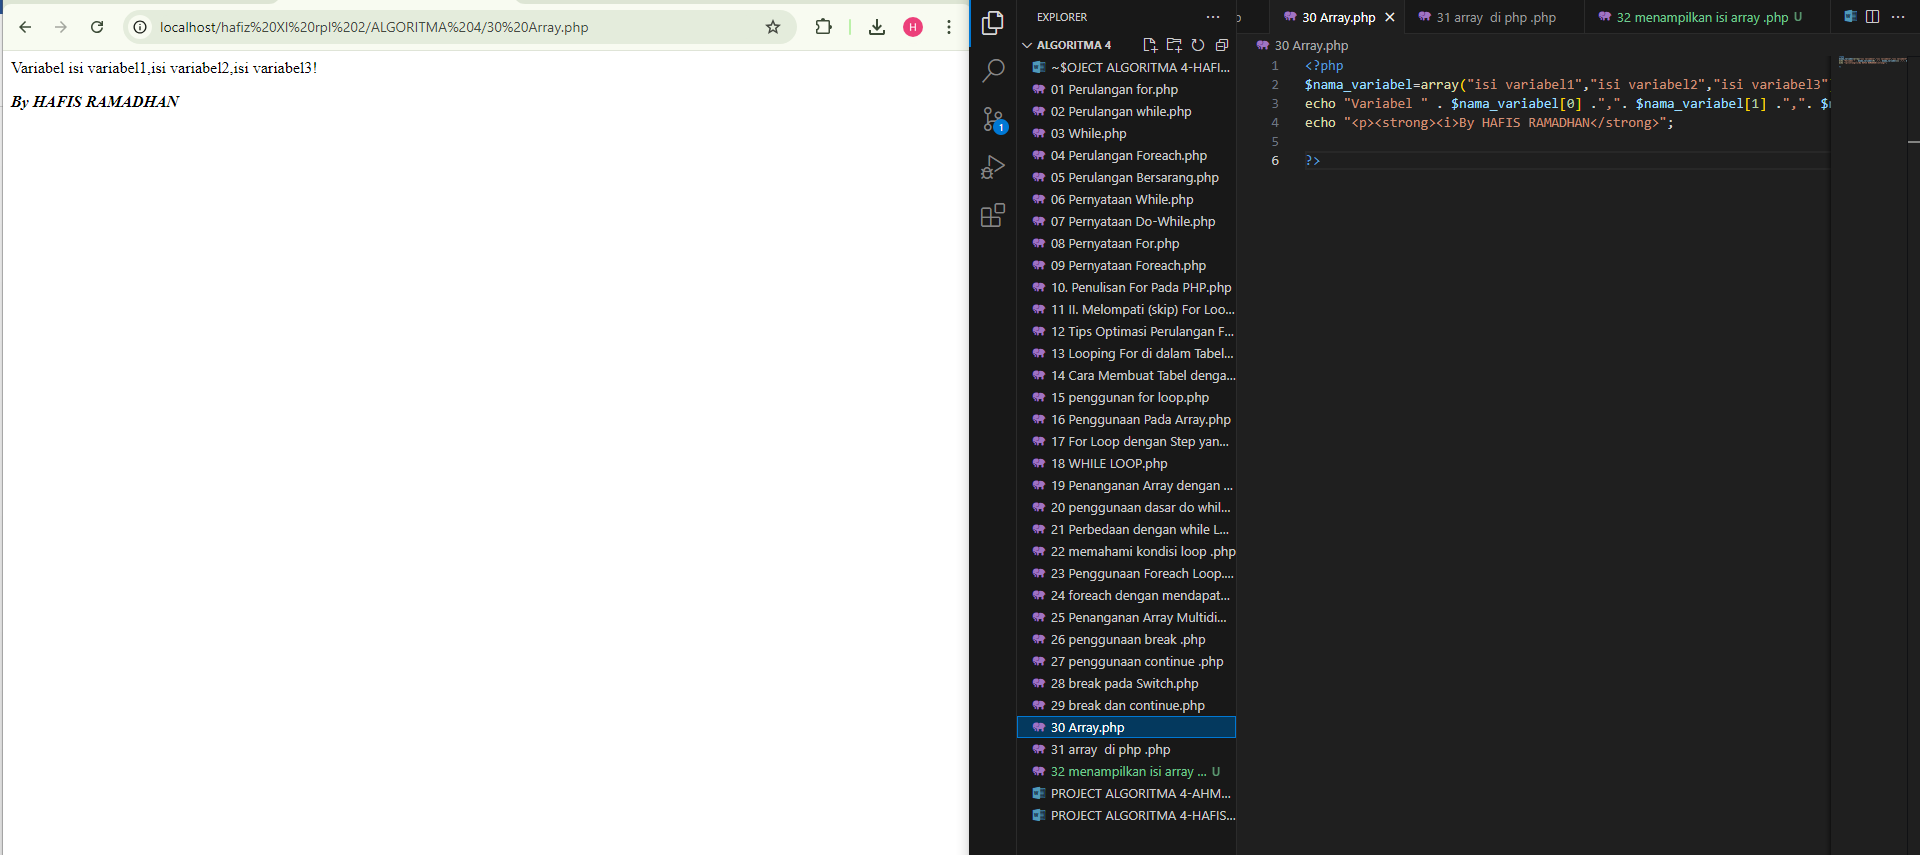 localhost/hafiz%20XI%20rpl%202/ALGORITMA%204/30%20Array.php
H
Variabel isi variabel1,isi variabel2,isi variabel3!
By HAFIS RAMADHAN
EXPLORER
ALGORITMA 4
~$OJECT ALGORITMA 4-HAFI...
01 Perulangan for.php
02 Perulangan while.php
03 While.php
04 Perulangan Foreach.php
05 Perulangan Bersarang.php
06 Pernyataan While.php
07 Pernyataan Do-While.php
08 Pernyataan For.php
09 Pernyataan Foreach.php
10. Penulisan For Pada PHP.php
11 II. Melompati (skip) For Loo...
12 Tips Optimasi Perulangan F...
13 Looping For di dalam Tabel...
14 Cara Membuat Tabel denga...
15 penggunan for loop.php
16 Penggunaan Pada Array.php
17 For Loop dengan Step yan...
18 WHILE LOOP.php
19 Penanganan Array dengan ...
20 penggunaan dasar do whil...
21 Perbedaan dengan while L...
22 memahami kondisi loop .php
23 Penggunaan Foreach Loop....
24 foreach dengan mendapat...
25 Penanganan Array Multidi...
26 penggunaan break .php
27 penggunaan continue .php
28 break pada Switch.php
29 break dan continue.php
30 Array.php
31 array  di php .php
32 menampilkan isi array ... U
PROJECT ALGORITMA 4-AHM...
PROJECT ALGORITMA 4-HAFIS...
1
30 Array.php
31 array  di php .php
32 menampilkan isi array .php U
30 Array.php
1 <?php
2 $nama_variabel=array("isi variabel1","isi variabel2","isi variabel3"
3 echo "Variabel " . $nama_variabel[0] .",". $nama_variabel[1] .",". $
4 echo "<p><strong><i>By HAFIS RAMADHAN</strong>";
5
6 ?>